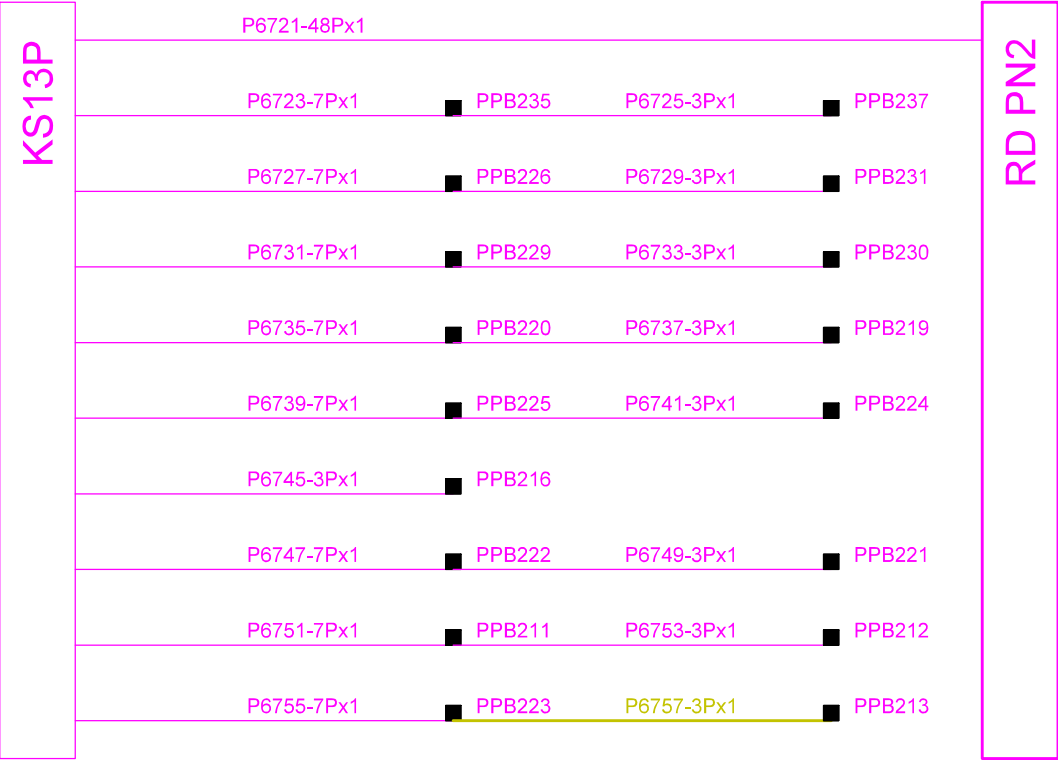 KS13P
P6721-48Px1
RD PN2
P6723-7Px1 PPB235 P6725-3Px1 PPB237
P6727-7Px1 PPB226 P6729-3Px1 PPB231
P6731-7Px1 PPB229 P6733-3Px1 PPB230
P6735-7Px1 PPB220 P6737-3Px1 PPB219
P6739-7Px1 PPB225 P6741-3Px1 PPB224
P6745-3Px1 PPB216
P6747-7Px1 PPB222 P6749-3Px1 PPB221
P6751-7Px1 PPB211 P6753-3Px1 PPB212
P6755-7Px1 PPB223 P6757-3Px1 PPB213